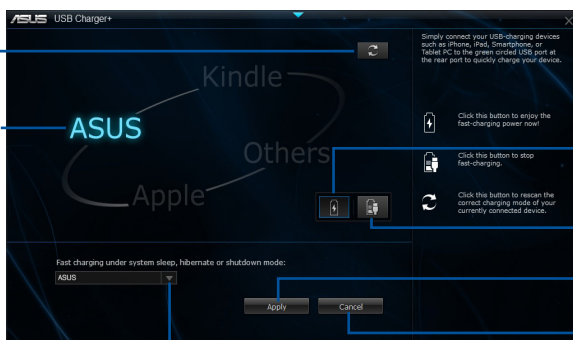 ASUS USB Charger+
Kindle
ASUS
Others
Apple
Fast charging under system sleep, hibernate or shutdown mode:
ASUS
Apply
Cancel
Simply connect your USB-charging devices
such as iPhone, iPad, Smartphone, or
Tablet PC to the green circled USB port at
the rear port to quickly charge your device.
Click this button to enjoy the
fast-charging power now!
Click this button to stop
fast-charging.
Click this button to rescan the
correct charging mode of your
currently connected device.